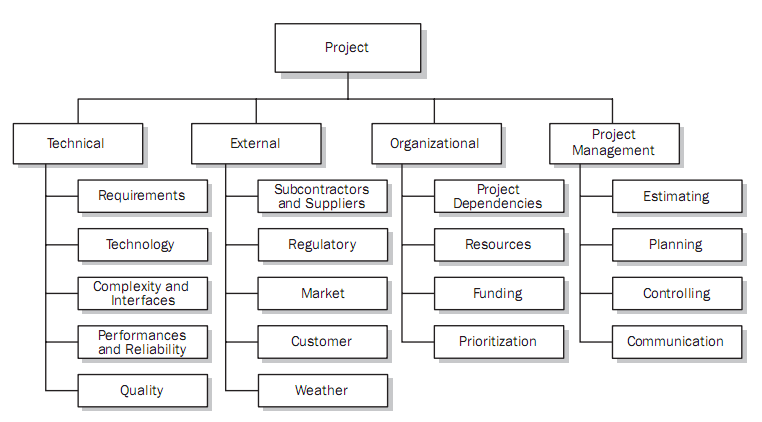 Project
Technical
External
Organizational
Project
Management
Requirements
Technology
Complexity and
Interfaces
Performances
and Reliability
Quality
Subcontractors
and Suppliers
Regulatory
Market
Customer
Weather
Project
Dependencies
Resources
Funding
Prioritization
Estimating
Planning
Controlling
Communication